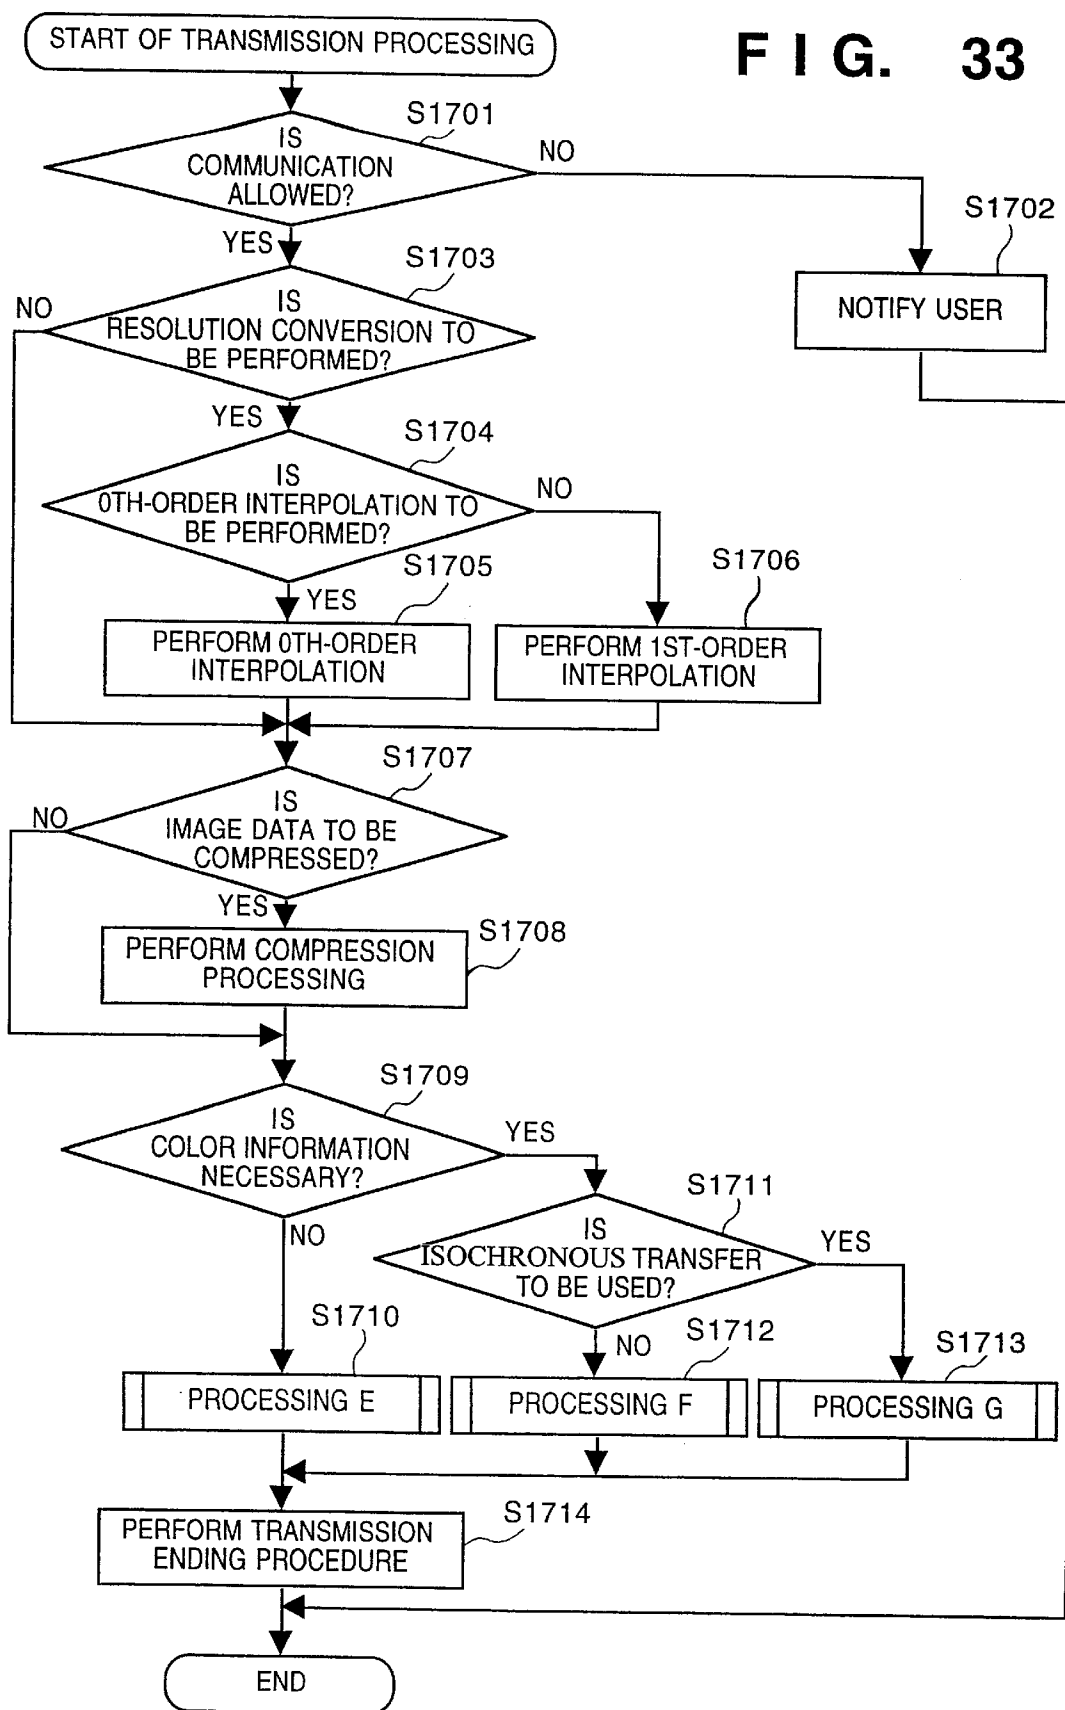 START OF TRANSMISSION PROCESSING
FIG. 33
S1701
IS
COMMUNICATION
ALLOWED?
NO
YES
S1702
NOTIFY USER
S1703
IS
RESOLUTION CONVERSION TO
BE PERFORMED?
NO
YES
S1704
IS
0TH-ORDER INTERPOLATION TO
BE PERFORMED?
NO
YES
S1705
PERFORM 0TH-ORDER
INTERPOLATION
S1706
PERFORM 1ST-ORDER
INTERPOLATION
S1707
IS
IMAGE DATA TO BE
COMPRESSED?
NO
YES
S1708
PERFORM COMPRESSION
PROCESSING
S1709
IS
COLOR INFORMATION
NECESSARY?
YES
NO
S1711
IS
ISOCHRONOUS TRANSFER
TO BE USED?
YES
NO
S1710
PROCESSING E
S1712
PROCESSING F
S1713
PROCESSING G
S1714
PERFORM TRANSMISSION
ENDING PROCEDURE
END